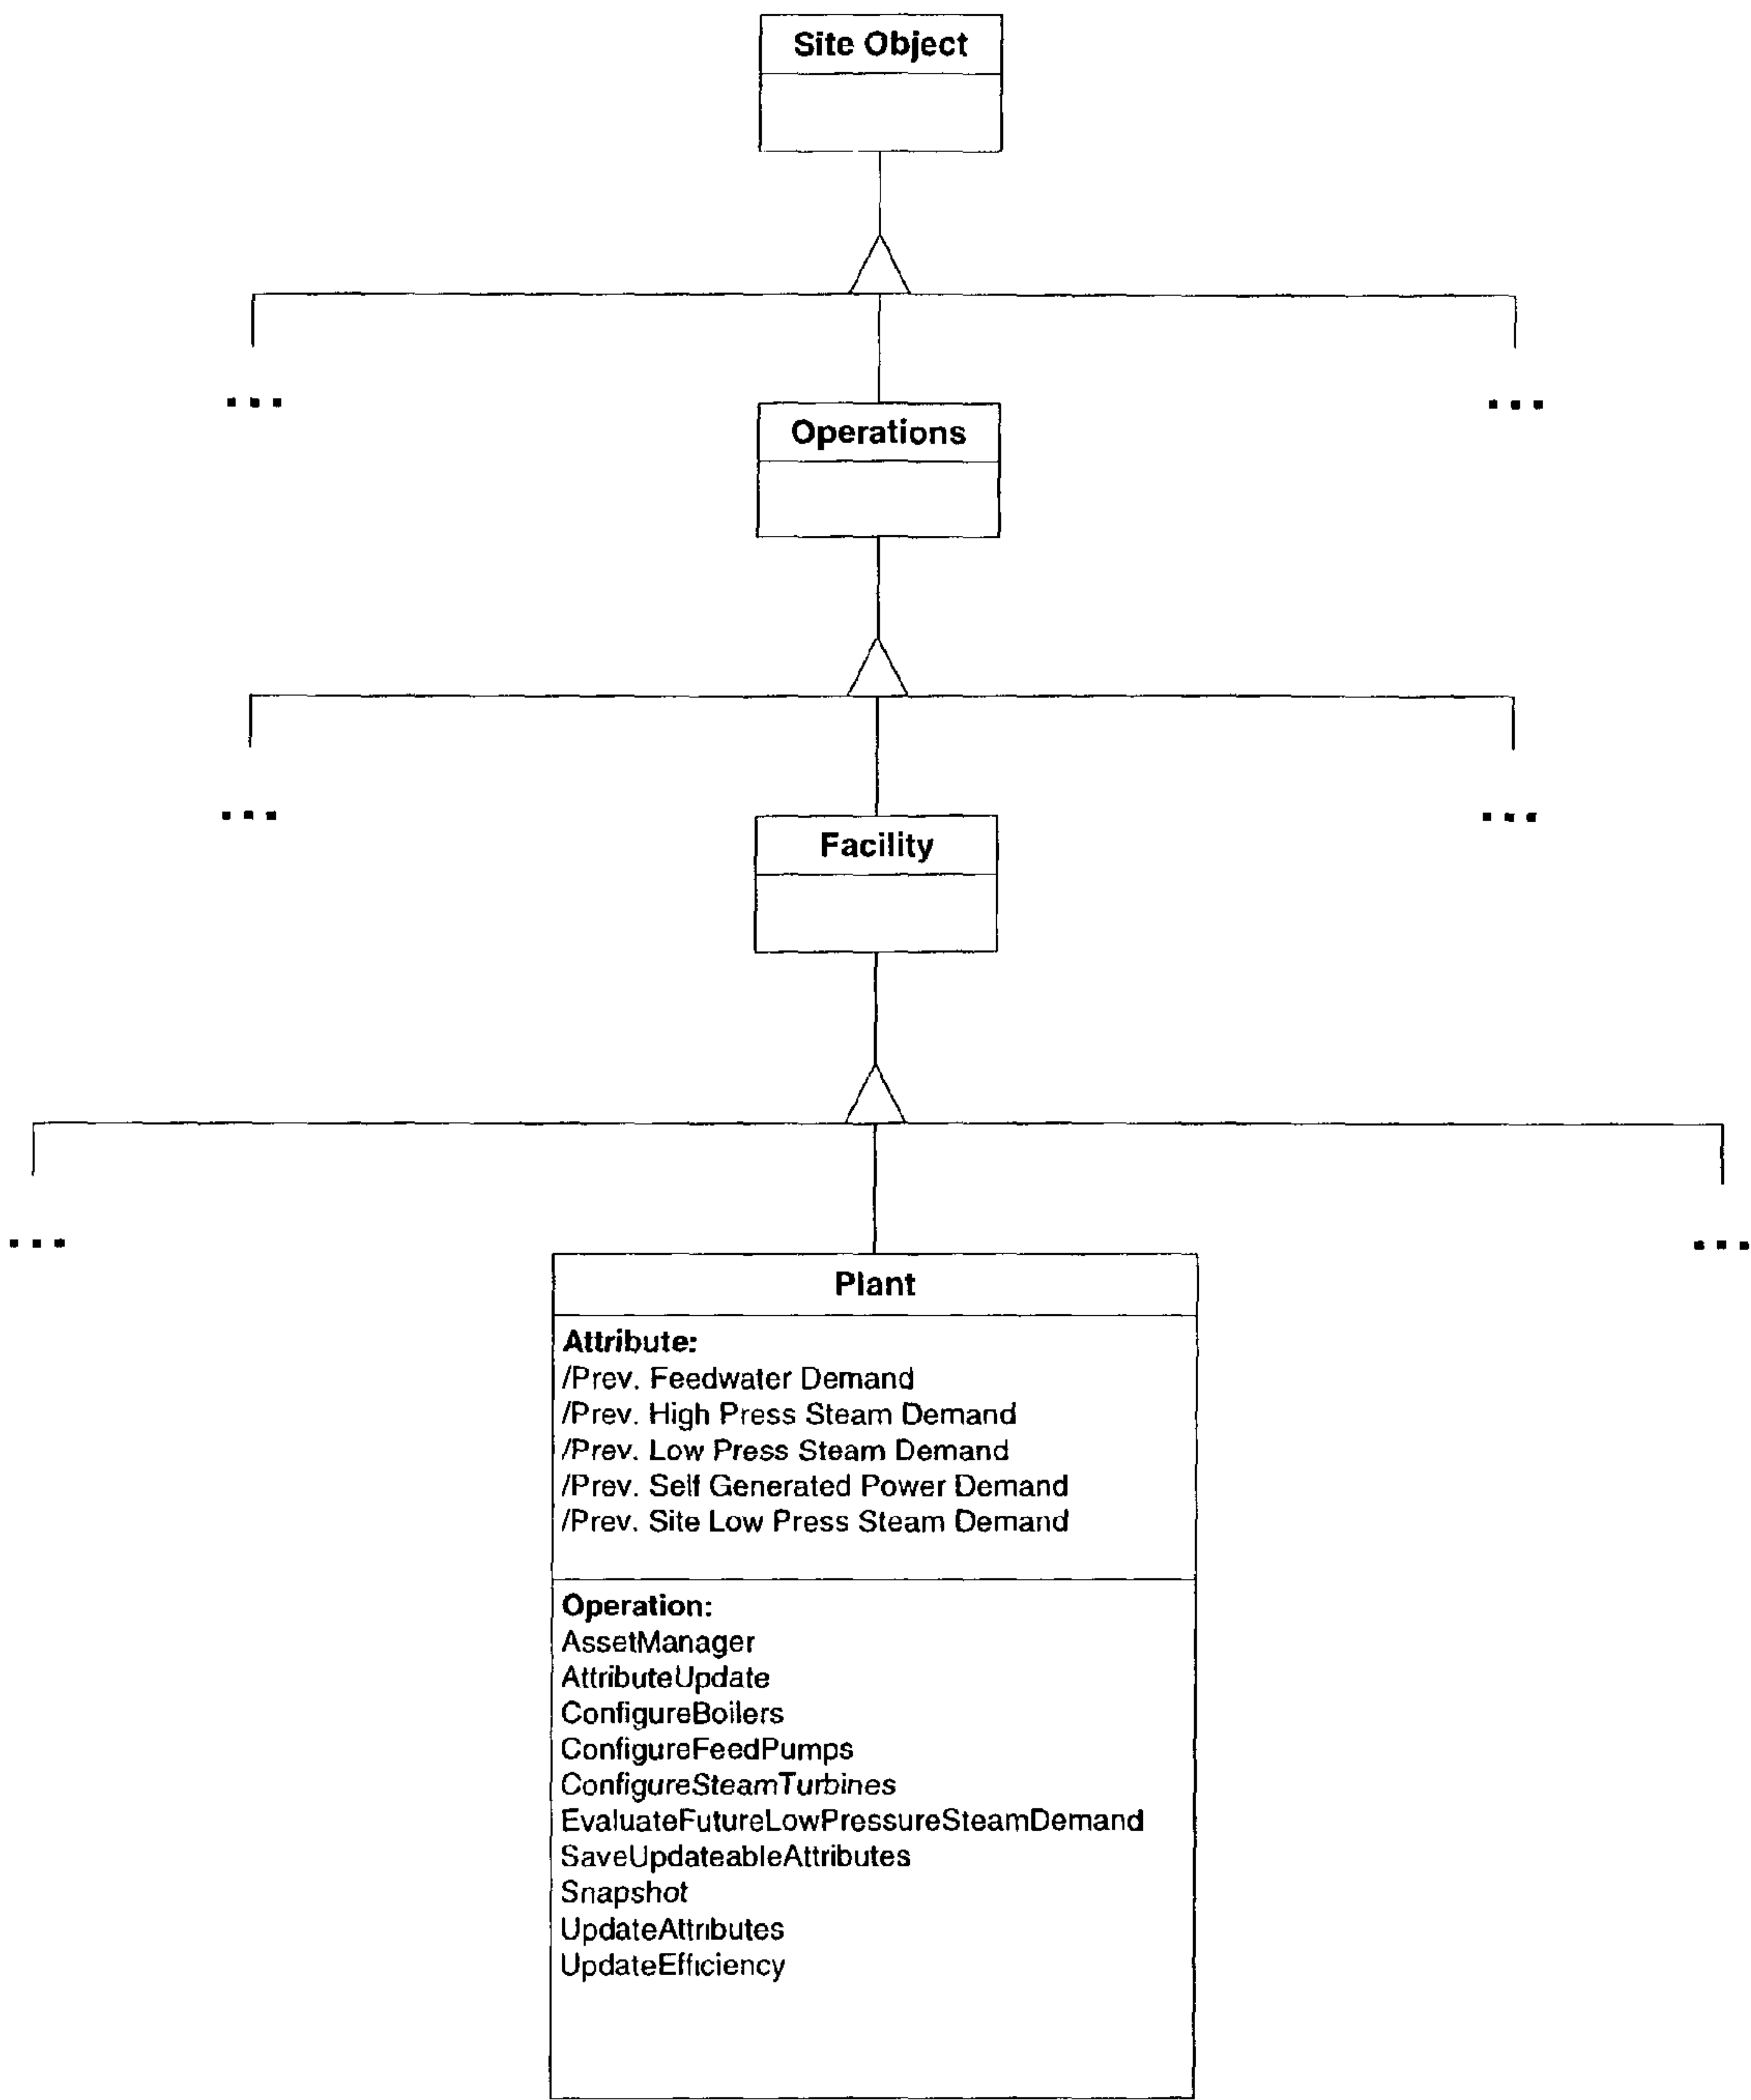 Site Object
...
...
Operations
...
...
Facility
...
...
Plant
Attribute:
/Prev. Feedwater Demand
/Prev. High Press Steam Demand
/Prev. Low Press Steam Demand
/Prev. Self Generated Power Demand
/Prev. Site Low Press Steam Demand
Operation:
AssetManager
AttributeUpdate
ConfigureBoilers
ConfigureFeedPumps
ConfigureSteamTurbines
EvaluateFutureLowPressureSteamDemand
SaveUpdateableAttributes
Snapshot
UpdateAttributes
UpdateEfficiency